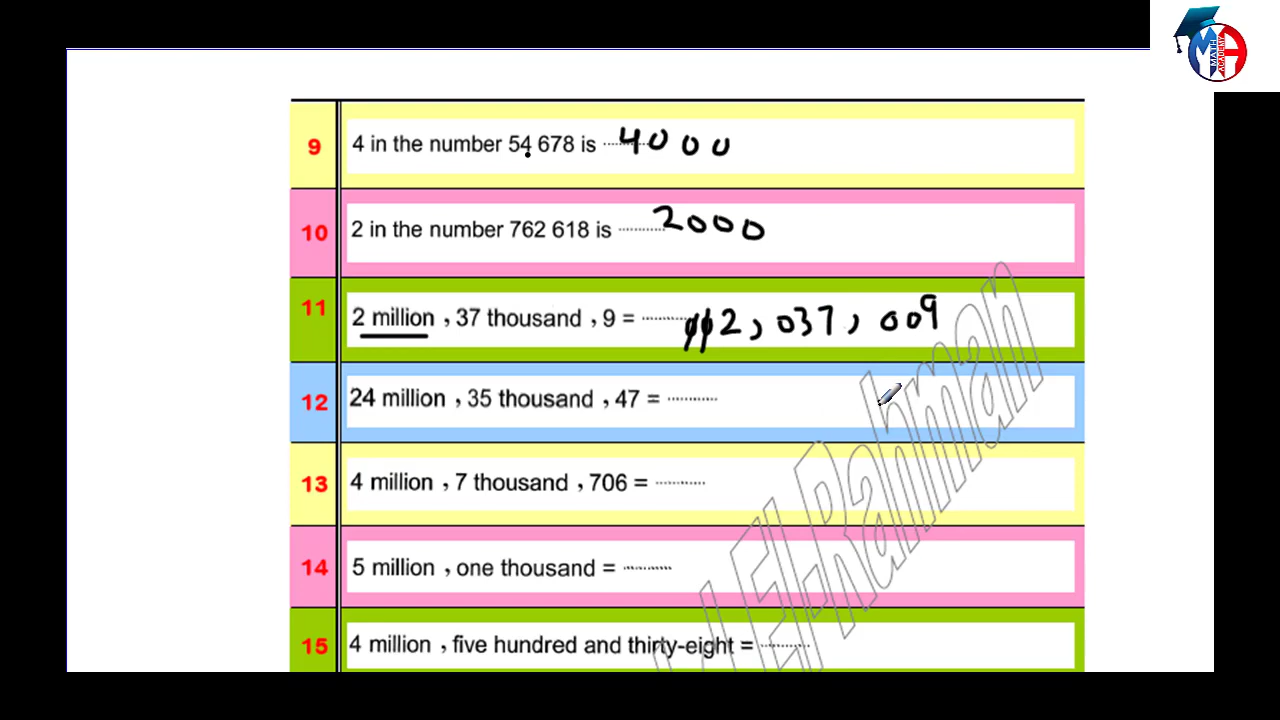 MATH ACADEMY
9 4 in the number 54 678 is ............ 4000
10 2 in the number 762 618 is ............ 2000
11 2 million , 37 thousand , 9 = ............ 2, 037, 009
12 24 million , 35 thousand , 47 = ............
13 4 million , 7 thousand , 706 = ............
14 5 million , one thousand = ............
15 4 million , five hundred and thirty-eight = ............
El-Rahman